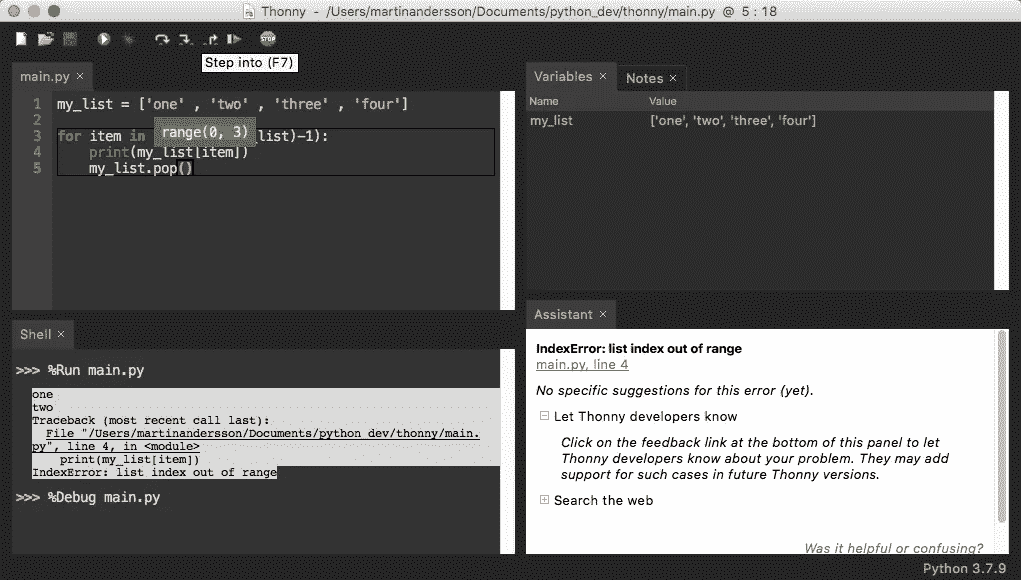 Thonny - /Users/martinandersson/Documents/python_dev/thonny/main.py @ 5 : 18
STOP
Step into (F7)
main.py ×
1 my_list = ['one' , 'two' , 'three' , 'four']
2
3 for item in range(0, 3) list)-1):
4 print(my_list[item])
5 my_list.pop()
Shell ×
>>> %Run main.py
one
two
Traceback (most recent call last):
File "/Users/martinandersson/Documents/python_dev/thonny/main.
py", line 4, in <module>
print(my_list[item])
IndexError: list index out of range
>>> %Debug main.py
Variables × Notes ×
Name Value
my_list ['one', 'two', 'three', 'four']
Assistant ×
IndexError: list index out of range
main.py, line 4
No specific suggestions for this error (yet).
Let Thonny developers know
Click on the feedback link at the bottom of this panel to let
Thonny developers know about your problem. They may add
support for such cases in future Thonny versions.
Search the web
Was it helpful or confusing?
Python 3.7.9